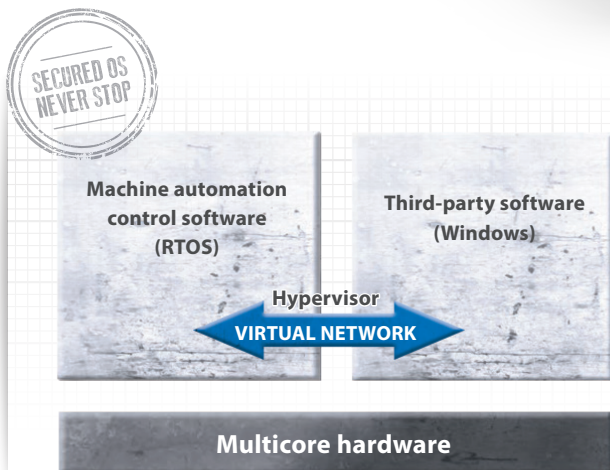 SECURED OS
NEVER STOP
Machine automation
control software
(RTOS)
Third-party software
(Windows)
Hypervisor
VIRTUAL NETWORK
Multicore hardware